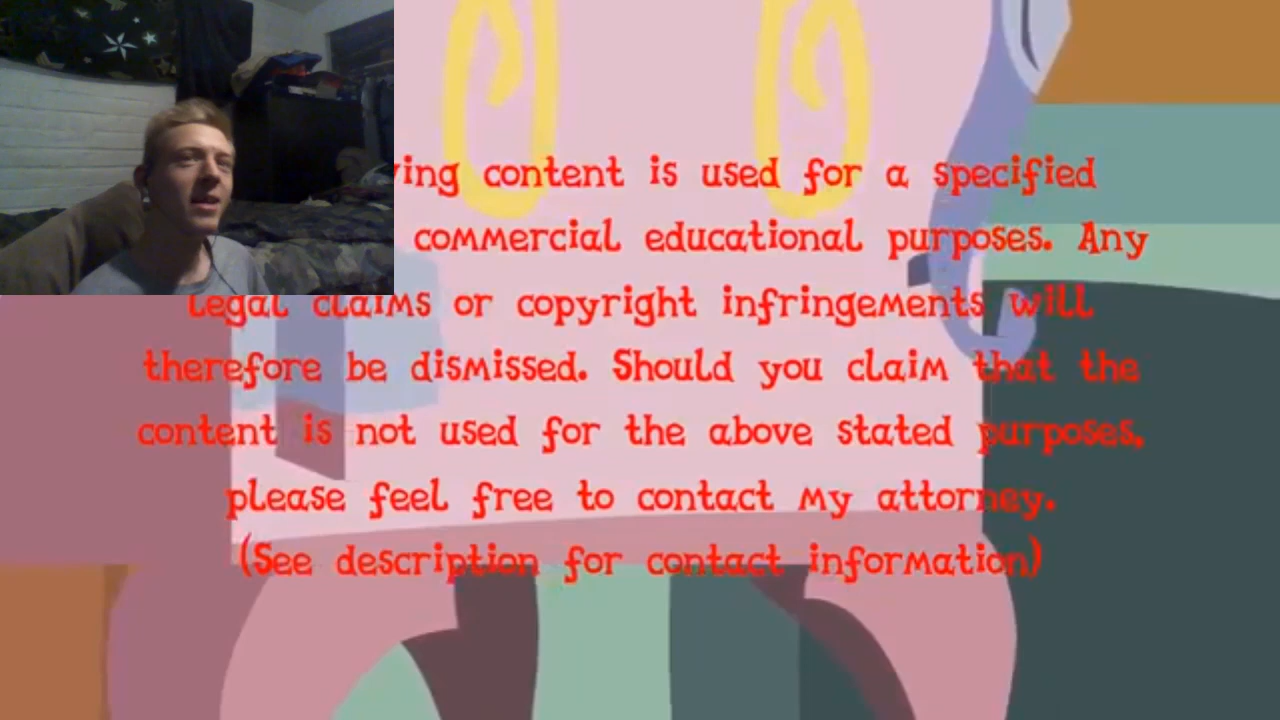 content is used for a specified
commercial educational purposes. Any
legal claims or copyright infringements will
therefore be dismissed. Should you claim that the
content is not used for the above stated purposes,
please feel free to contact my attorney.
(See description for contact information)